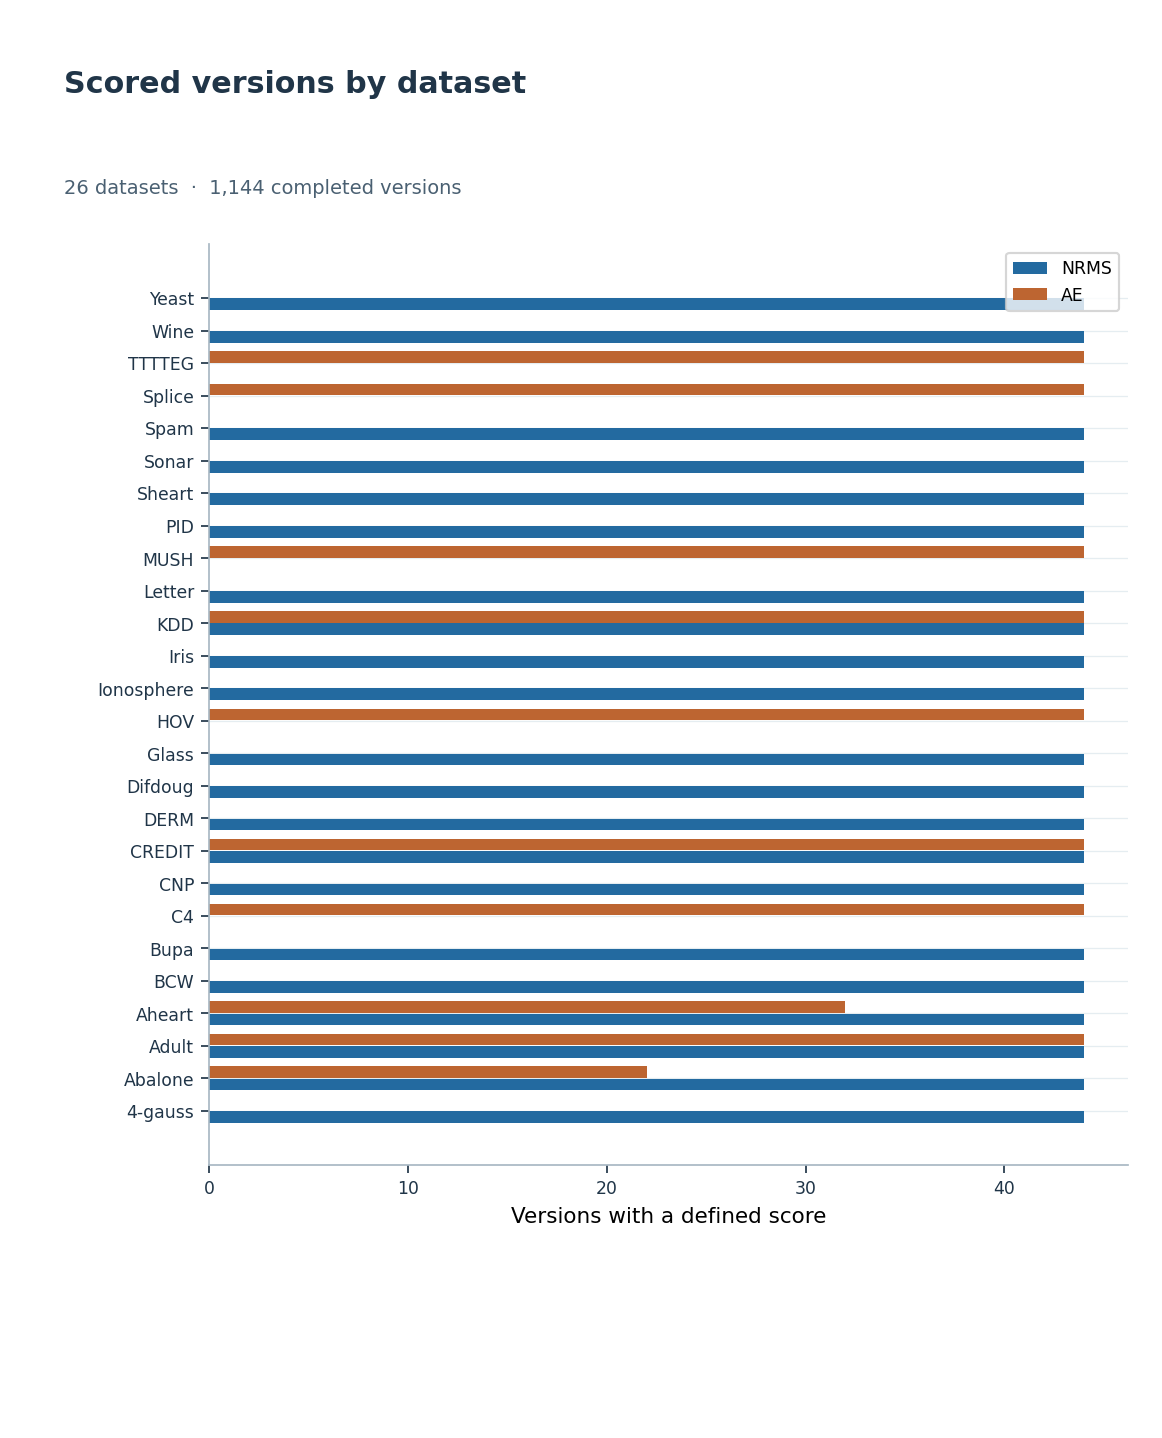 Scored versions by dataset
26 datasets · 1,144 completed versions
NRMS
AE
Yeast
Wine
TTTTEG
Splice
Spam
Sonar
Sheart
PID
MUSH
Letter
KDD
Iris
Ionosphere
HOV
Glass
Difdoug
DERM
CREDIT
CNP
C4
Bupa
BCW
Aheart
Adult
Abalone
4-gauss
0 10 20 30 40
Versions with a defined score